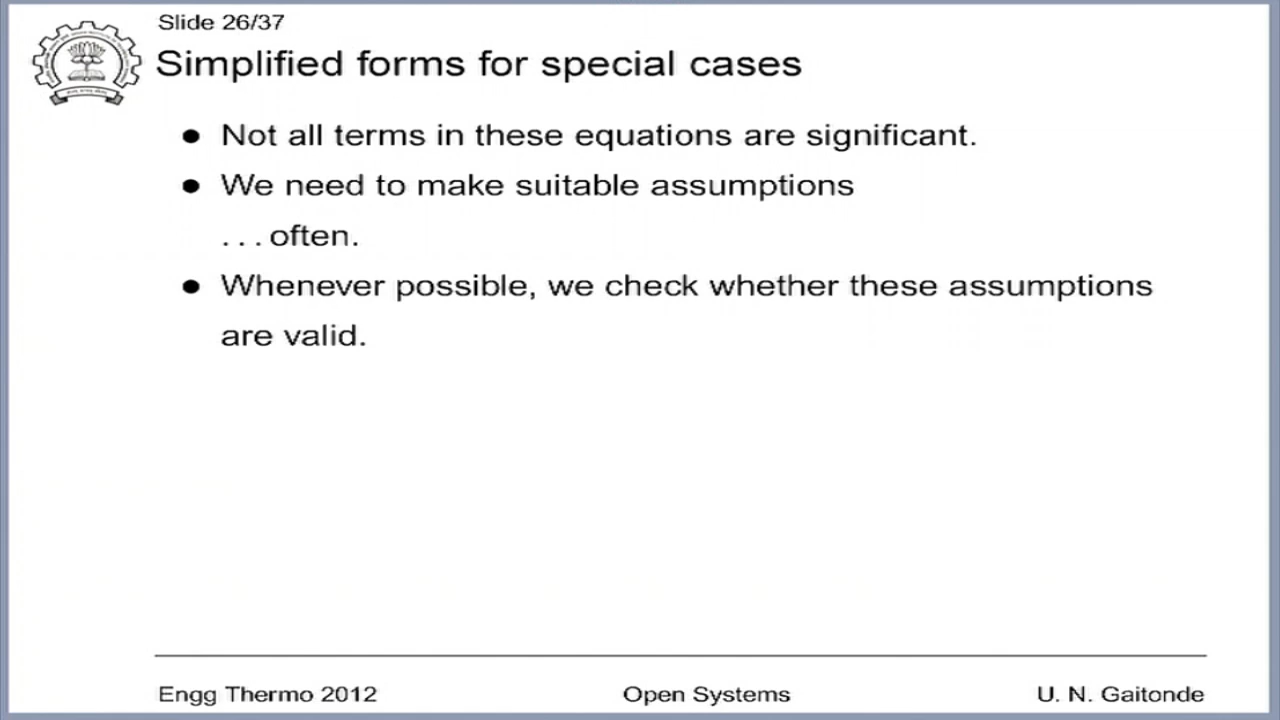 Slide 26/37
Simplified forms for special cases
● Not all terms in these equations are significant.
● We need to make suitable assumptions
...often.
● Whenever possible, we check whether these assumptions
are valid.
Engg Thermo 2012 Open Systems U. N. Gaitonde